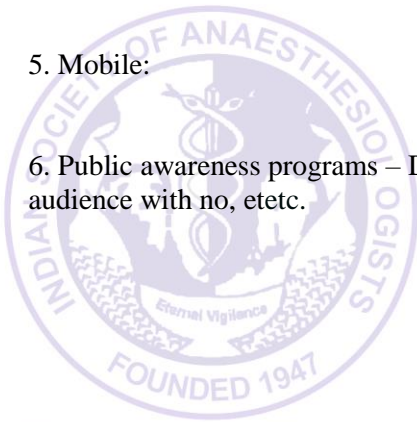 INDIAN SOCIETY OF ANAESTHESIOLOGISTS
5. Mobile:
6. Public awareness programs –
audience with no, etetc.
Eternal Vigilance
FOUNDED 1947